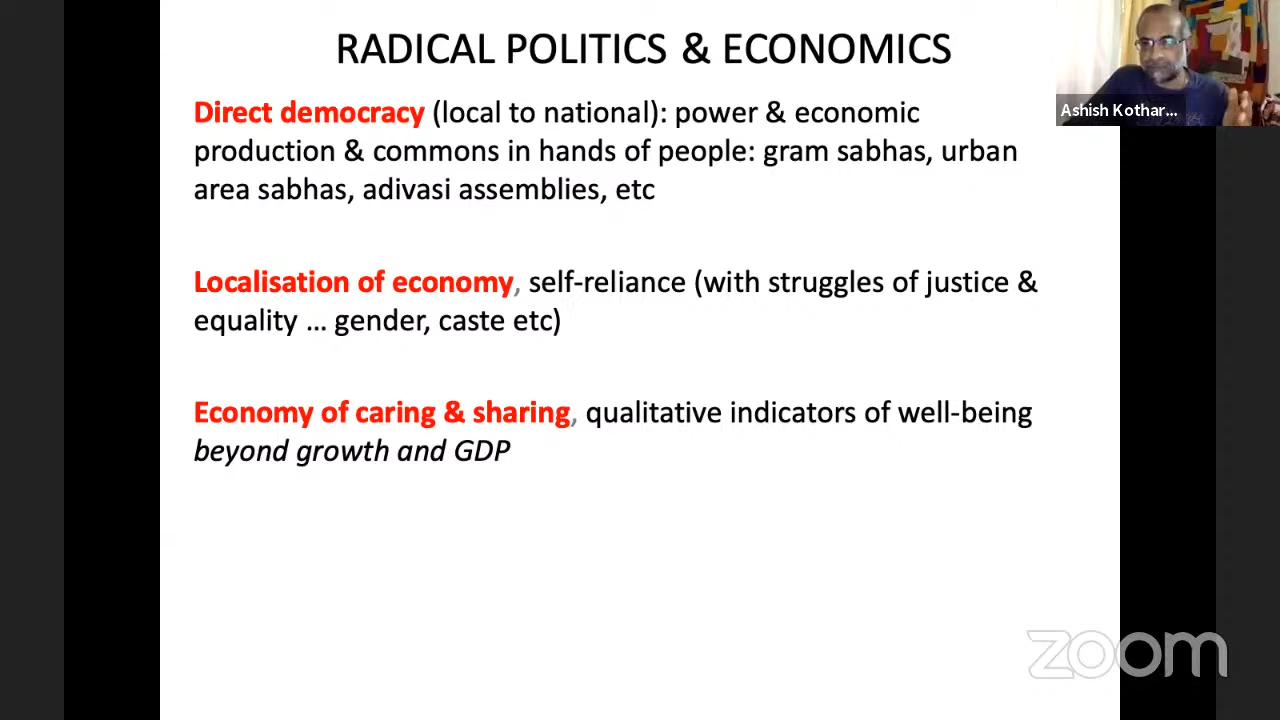 RADICAL POLITICS & ECONOMICS
Direct democracy (local to national): power & economic
production & commons in hands of people: gram sabhas, urban
area sabhas, adivasi assemblies, etc
Localisation of economy, self-reliance (with struggles of justice &
equality ... gender, caste etc)
Economy of caring & sharing, qualitative indicators of well-being
beyond growth and GDP
Ashish Kothar...
zoom